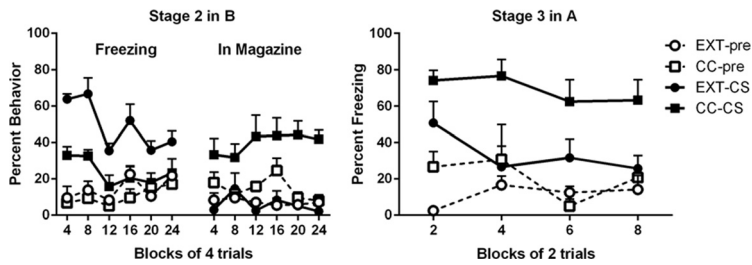 Stage 2 in B
Freezing In Magazine
Percent Behavior
100
80
60
40
20
0
4 8 12 16 20 24 4 8 12 16 20 24
Blocks of 4 trials
Stage 3 in A
Percent Freezing
100
80
60
40
20
0
2 4 6 8
Blocks of 2 trials
EXT-pre
CC-pre
EXT-CS
CC-CS